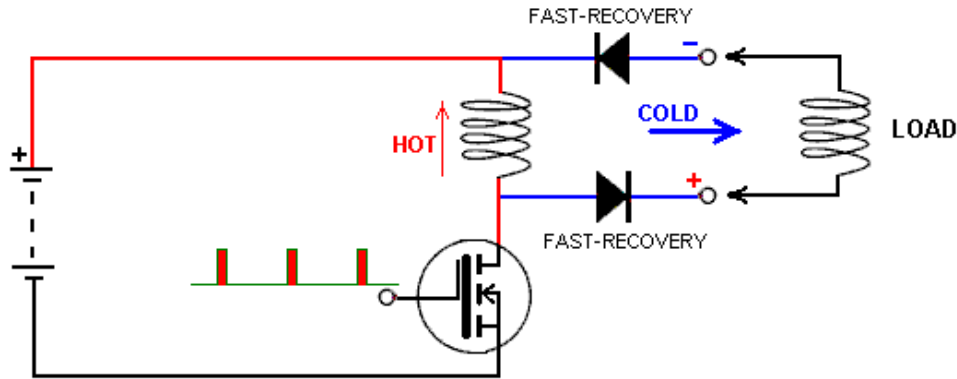 FAST-RECOVERY
−
COLD
HOT
LOAD
+
+
FAST-RECOVERY